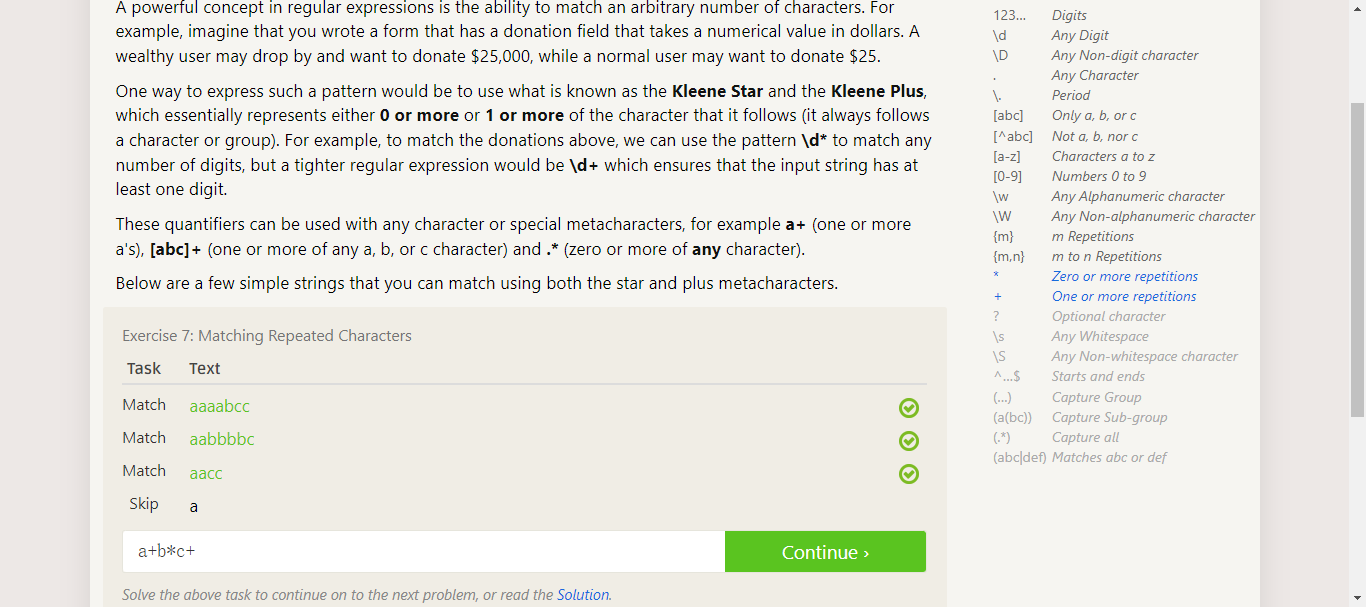 A powerful concept in regular expressions is the ability to match an arbitrary number of characters. For
example, imagine that you wrote a form that has a donation field that takes a numerical value in dollars. A
wealthy user may drop by and want to donate $25,000, while a normal user may want to donate $25.
One way to express such a pattern would be to use what is known as the Kleene Star and the Kleene Plus,
which essentially represents either 0 or more or 1 or more of the character that it follows (it always follows
a character or group). For example, to match the donations above, we can use the pattern \d* to match any
number of digits, but a tighter regular expression would be \d+ which ensures that the input string has at
least one digit.
These quantifiers can be used with any character or special metacharacters, for example a+ (one or more
a's), [abc]+ (one or more of any a, b, or c character) and .* (zero or more of any character).
Below are a few simple strings that you can match using both the star and plus metacharacters.
Exercise 7: Matching Repeated Characters
Task Text
Match aaaabcc
Match aabbbbc
Match aacc
Skip a
a+b*c+
Continue ›
Solve the above task to continue on to the next problem, or read the Solution.
123... Digits
\d Any Digit
\D Any Non-digit character
. Any Character
\. Period
[abc] Only a, b, or c
[^abc] Not a, b, nor c
[a-z] Characters a to z
[0-9] Numbers 0 to 9
\w Any Alphanumeric character
\W Any Non-alphanumeric character
{m} m Repetitions
{m,n} m to n Repetitions
* Zero or more repetitions
+ One or more repetitions
? Optional character
\s Any Whitespace
\S Any Non-whitespace character
^...$ Starts and ends
(...) Capture Group
(a(bc)) Capture Sub-group
(.*) Capture all
(abc|def) Matches abc or def